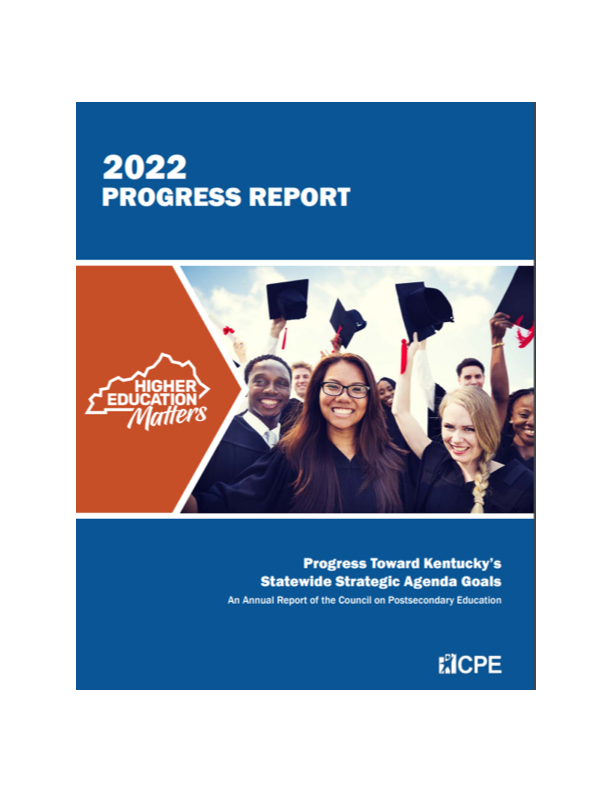 2022
PROGRESS REPORT
HIGHER
EDUCATION
Matters
Progress Toward Kentucky's
Statewide Strategic Agenda Goals
An Annual Report of the Council on Postsecondary Education
CPE